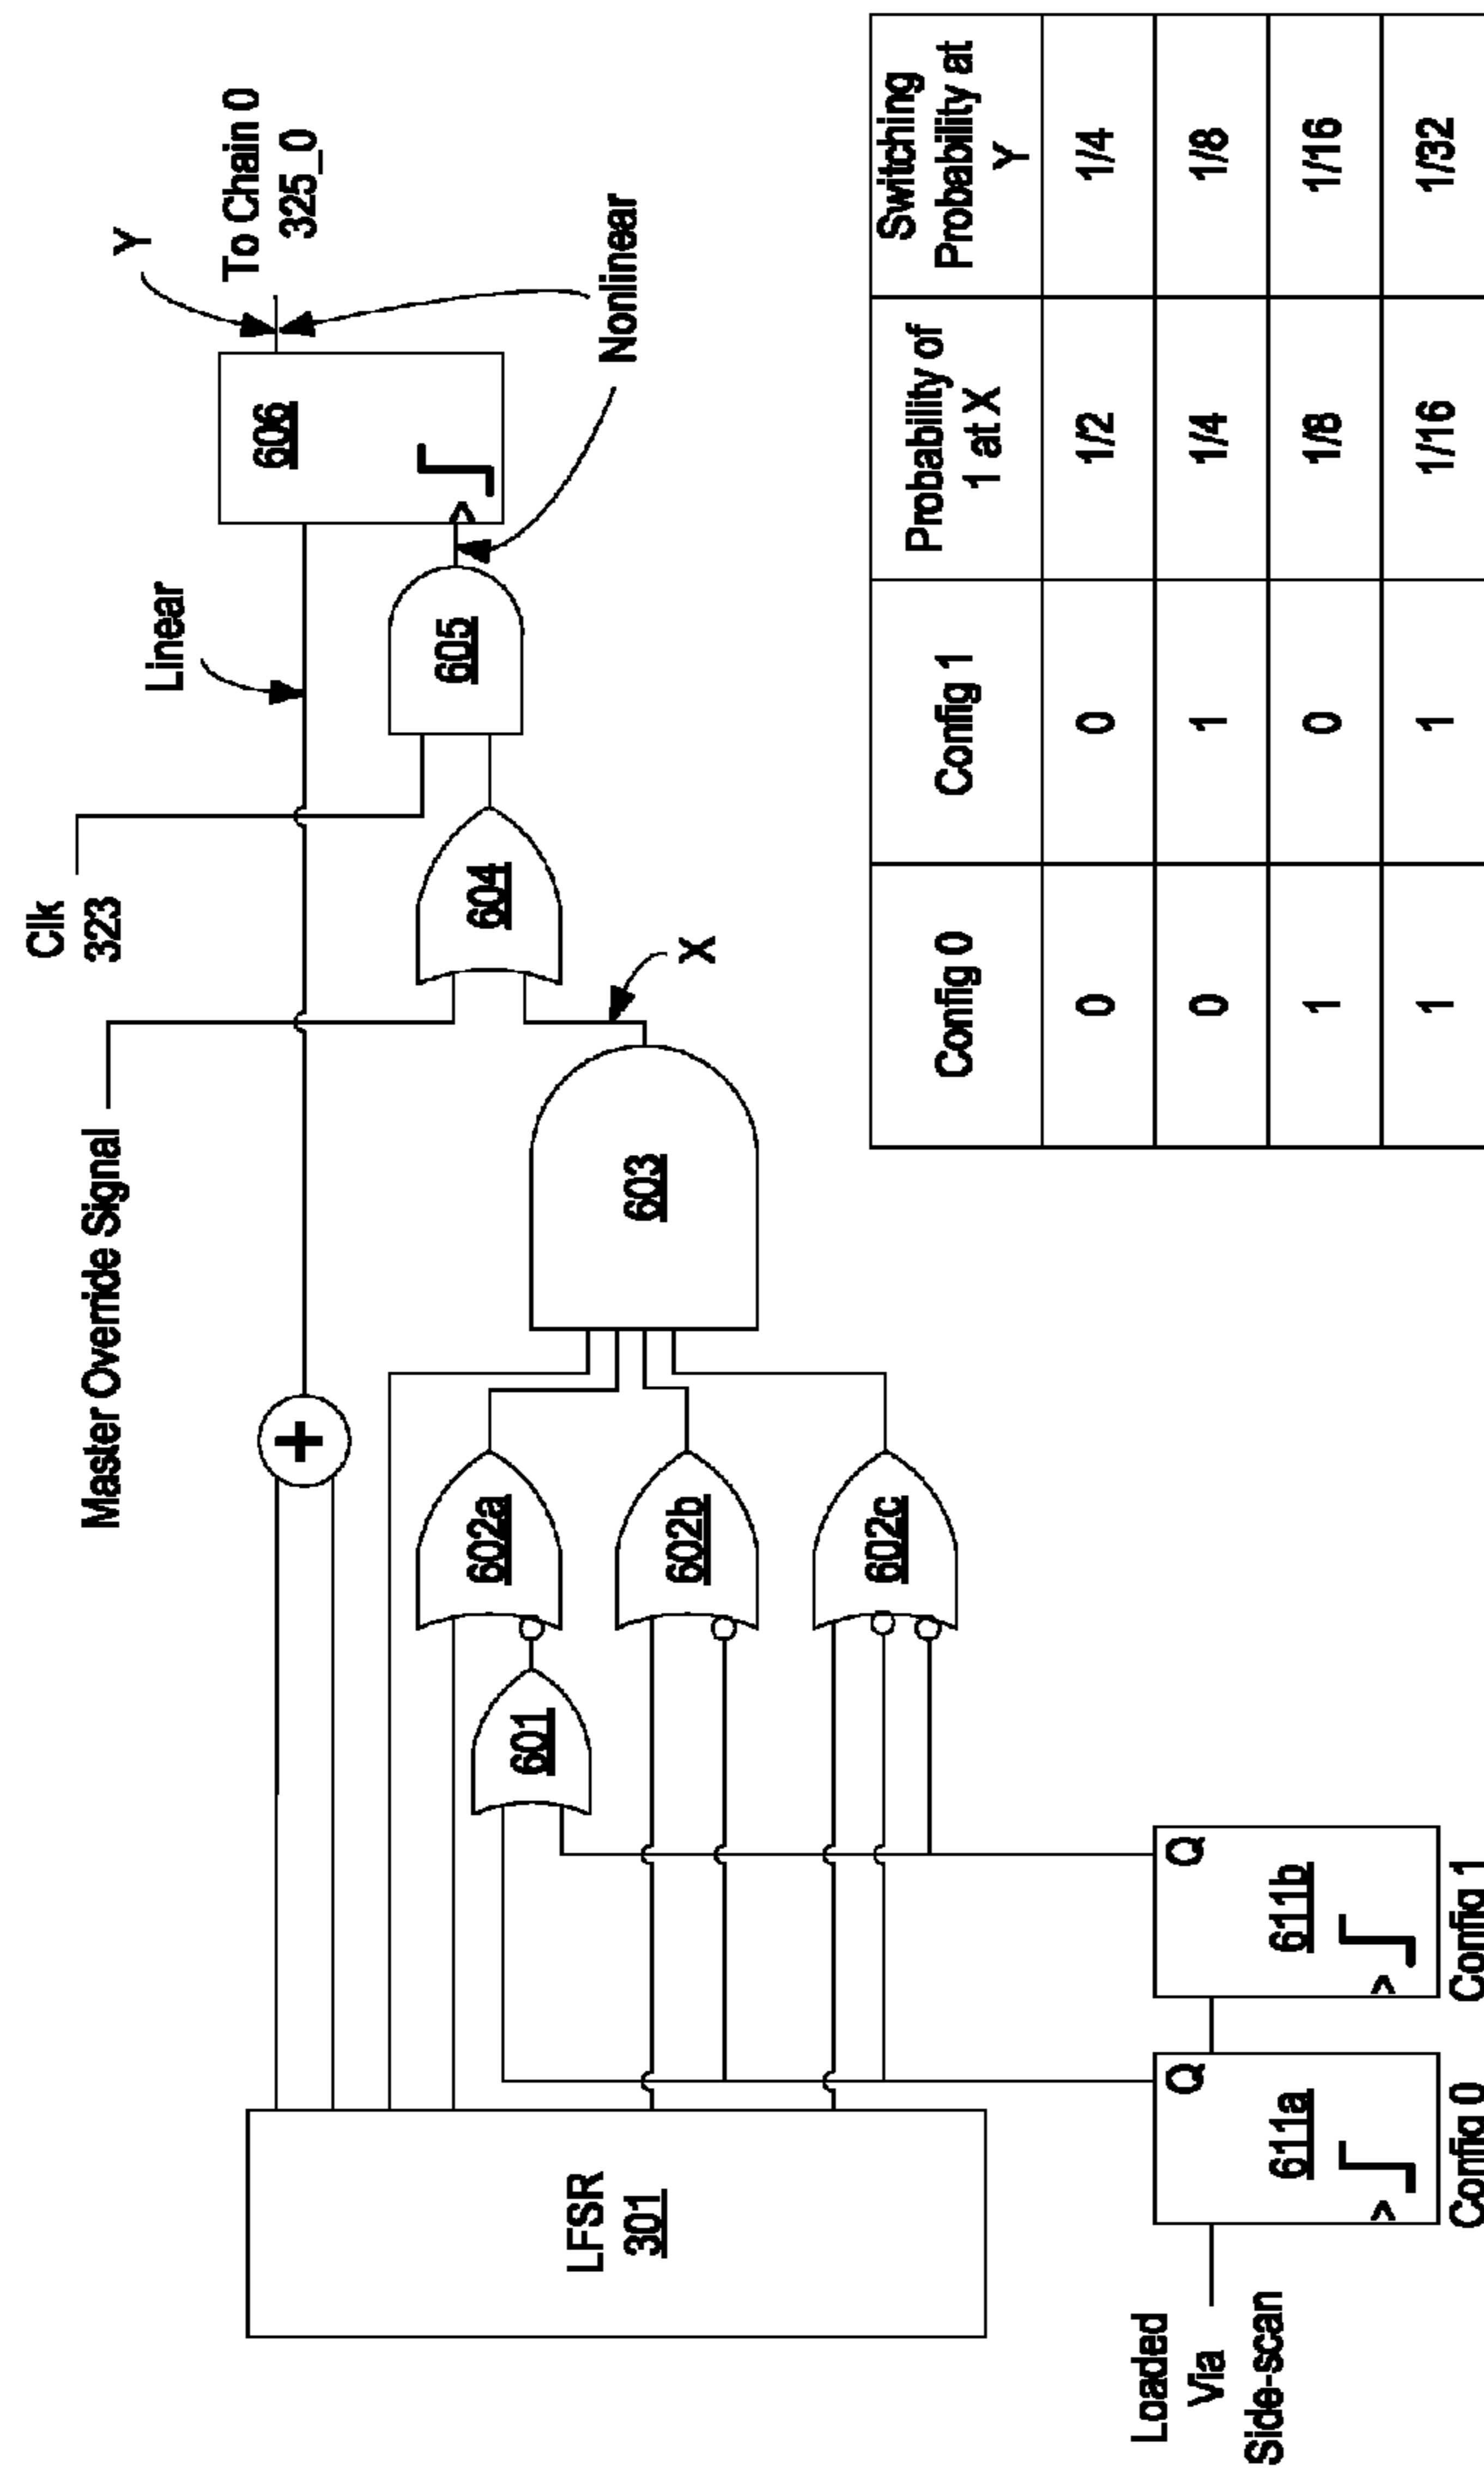 Clk
323
Master Override Signal
Linear
Y
To Chain 0
325_0
606
Nonlinear
605
604
X
603
+
602a
602b
602c
601
LFSR
301
Q
611a
Config 0
Q
611b
Config 1
Loaded
Via
Side-scan
Config 0
Config 1
Probability of
1 at X
Switching
Probability at
Y
0
0
1/2
1/4
0
1
1/4
1/8
1
0
1/8
1/16
1
1
1/16
1/32